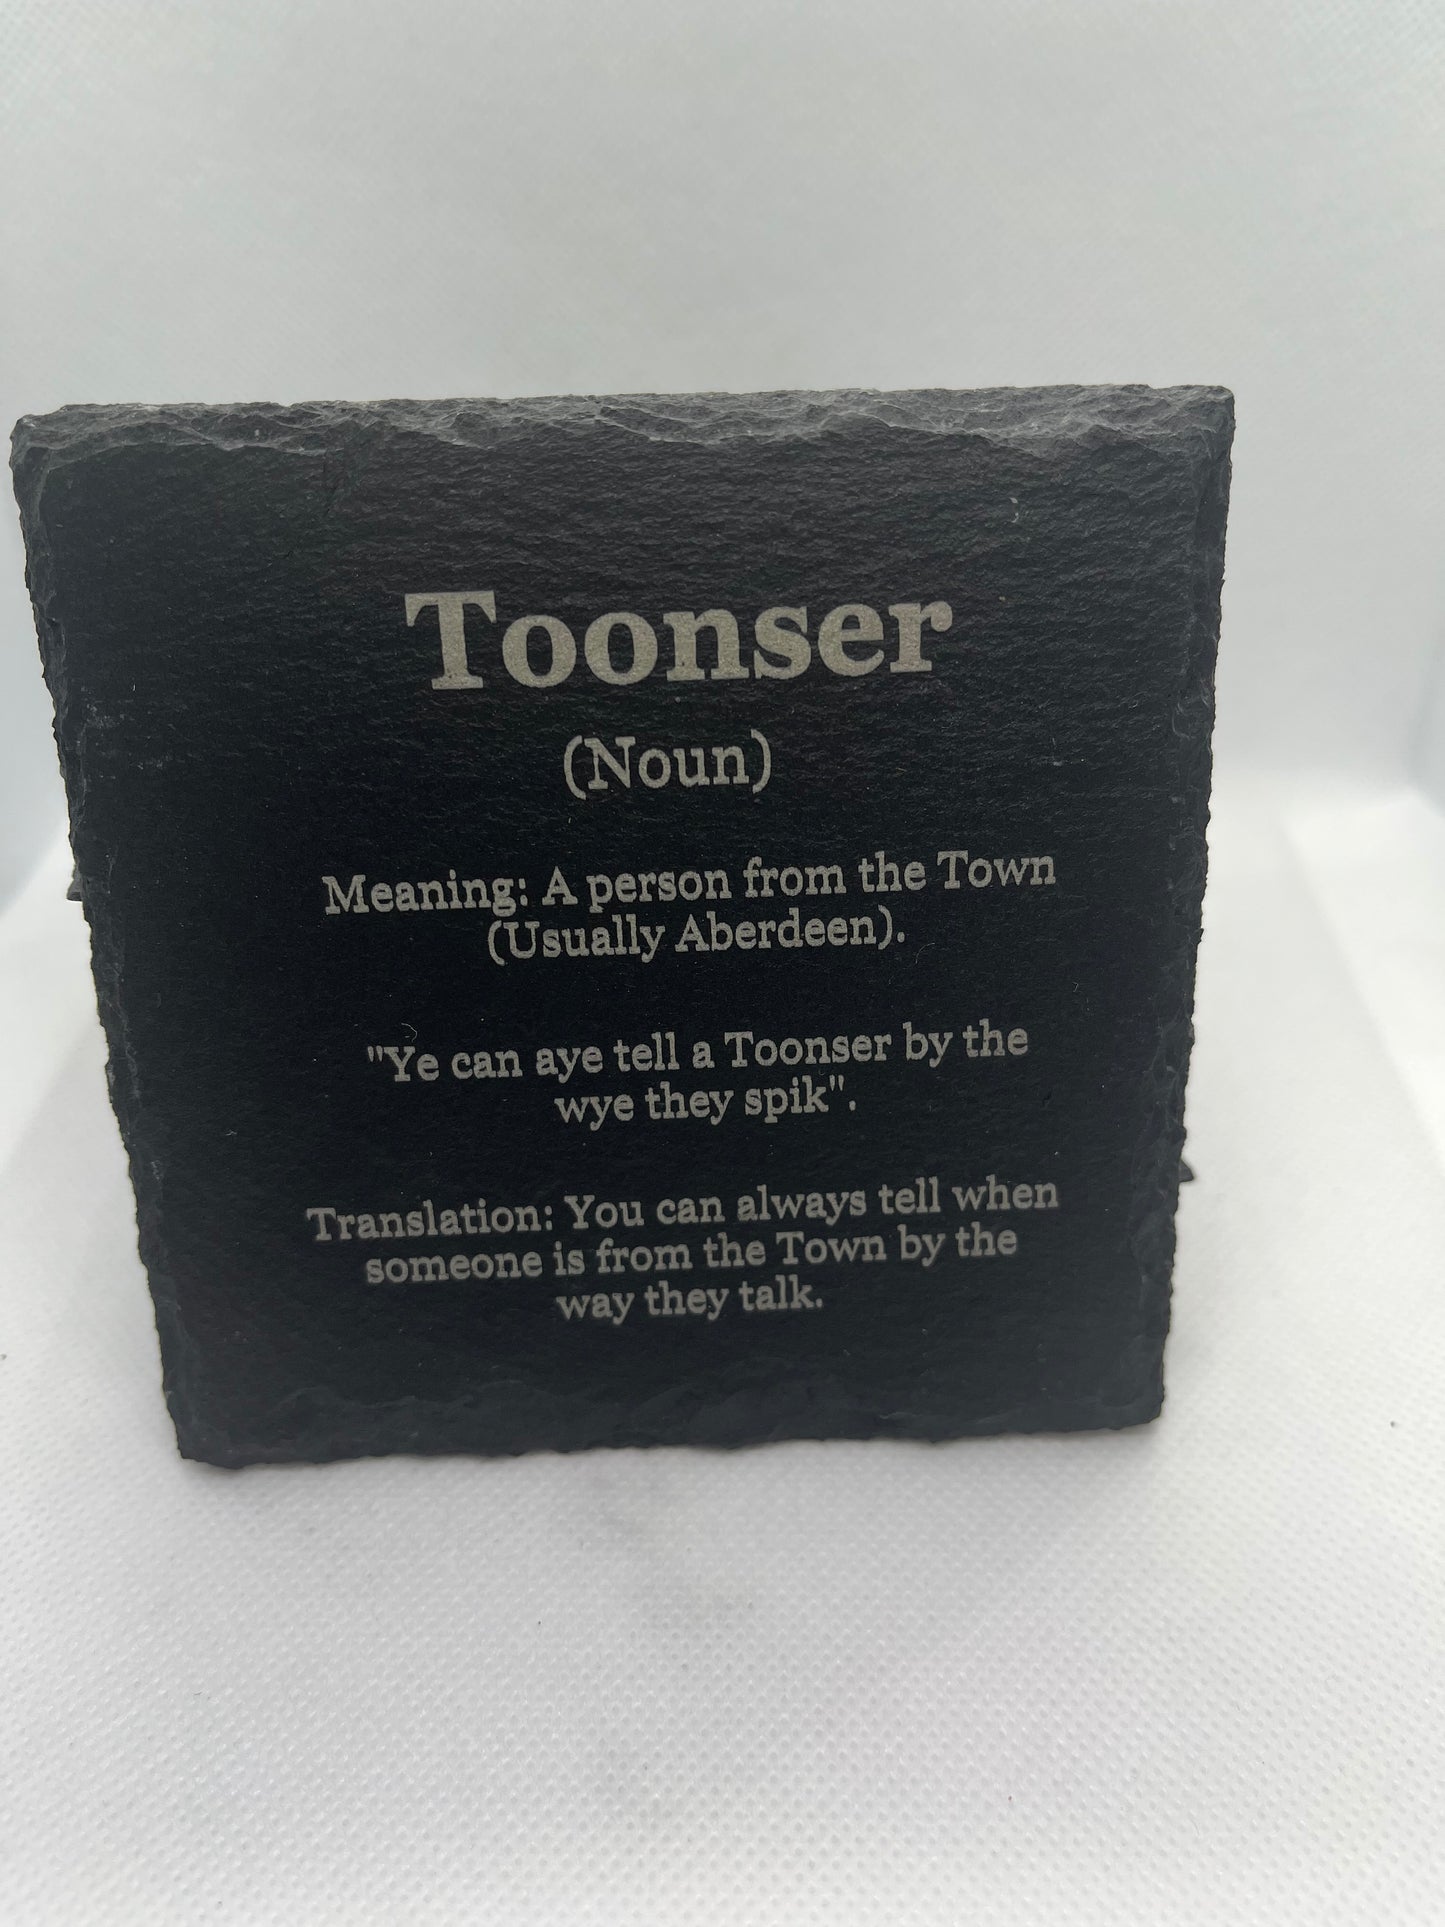 Toonser
(Noun)
Meaning: A person from the Town
(Usually Aberdeen).
"Ye can aye tell a Toonser by the
wye they spik".
Translation: You can always tell when
someone is from the Town by the
way they talk.